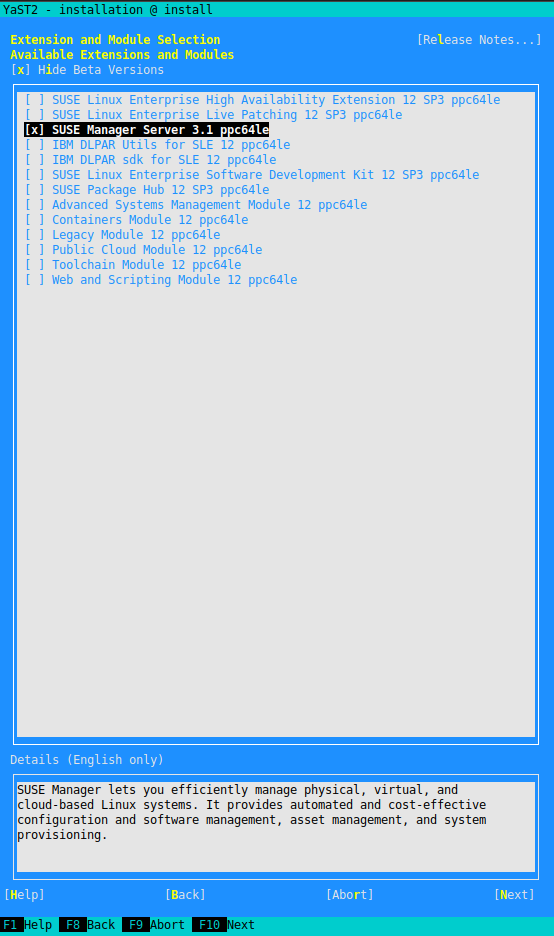 YaST2 - installation @ install
Extension and Module Selection [Release Notes...]
Available Extensions and Modules
[x] Hide Beta Versions
[ ] SUSE Linux Enterprise High Availability Extension 12 SP3 ppc64le
[ ] SUSE Linux Enterprise Live Patching 12 SP3 ppc64le
[x] SUSE Manager Server 3.1 ppc64le
[ ] IBM DLPAR Utils for SLE 12 ppc64le
[ ] IBM DLPAR sdk for SLE 12 ppc64le
[ ] SUSE Linux Enterprise Software Development Kit 12 SP3 ppc64le
[ ] SUSE Package Hub 12 SP3 ppc64le
[ ] Advanced Systems Management Module 12 ppc64le
[ ] Containers Module 12 ppc64le
[ ] Legacy Module 12 ppc64le
[ ] Public Cloud Module 12 ppc64le
[ ] Toolchain Module 12 ppc64le
[ ] Web and Scripting Module 12 ppc64le
Details (English only)
SUSE Manager lets you efficiently manage physical, virtual, and
cloud-based Linux systems. It provides automated and cost-effective
configuration and software management, asset management, and system
provisioning.
[Help] [Back] [Abort] [Next]
F1 Help F8 Back F9 Abort F10 Next